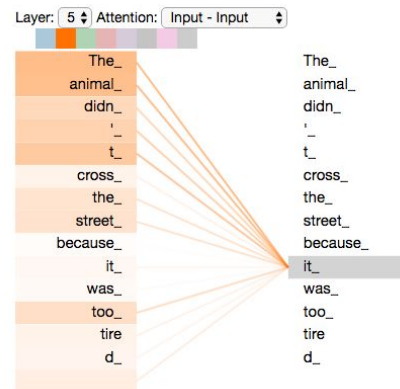 Layer: 5 Attention: Input - Input
The_ The_
animal_ animal_
didn_ didn_
'_ '_
t_ t_
cross_ cross_
the_ the_
street_ street_
because_ because_
it_ it_
was_ was_
too_ too_
tire tire
d_ d_